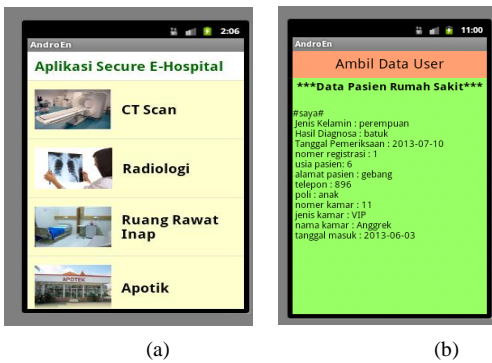 2:06
AndroEn
Aplikasi Secure E-Hospital
CT Scan
Radiologi
Ruang Rawat
Inap
APOTEK
Apotik
(a)
11:00
AndroEn
Ambil Data User
***Data Pasien Rumah Sakit***
#saya#
Jenis Kelamin : perempuan
Hasil Diagnosa : batuk
Tanggal Pemeriksaan : 2013-07-10
nomer registrasi : 1
usia pasien: 6
alamat pasien : gebang
telepon : 896
poli : anak
nomer kamar : 11
jenis kamar : VIP
nama kamar : Anggrek
tanggal masuk : 2013-06-03
(b)